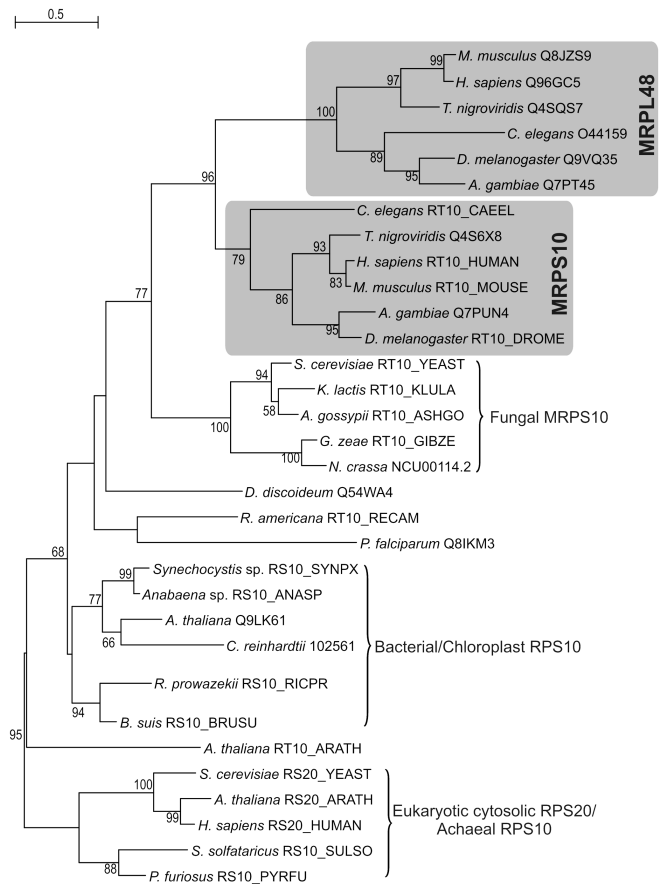 0.5
M. musculus Q8JZS9
99
H. sapiens Q96GC5
97
T. nigroviridis Q4SQS7
100
C. elegans O44159
89
D. melanogaster Q9VQ35
95
A. gambiae Q7PT45
MRPL48
96
C. elegans RT10_CAEEL
T. nigroviridis Q4S6X8
93
79
H. sapiens RT10_HUMAN
83
M. musculus RT10_MOUSE
86
A. gambiae Q7PUN4
95
D. melanogaster RT10_DROME
MRPS10
77
S. cerevisiae RT10_YEAST
94
K. lactis RT10_KLULA
58
A. gossypii RT10_ASHGO
Fungal MRPS10
100
G. zeae RT10_GIBZE
100
N. crassa NCU00114.2
D. discoideum Q54WA4
R. americana RT10_RECAM
P. falciparum Q8IKM3
68
Synechocystis sp. RS10_SYNPX
99
Anabaena sp. RS10_ANASP
77
A. thaliana Q9LK61
66
C. reinhardtii 102561
Bacterial/Chloroplast RPS10
R. prowazekii RS10_RICPR
94
B. suis RS10_BRUSU
95
A. thaliana RT10_ARATH
S. cerevisiae RS20_YEAST
100
A. thaliana RS20_ARATH
99
H. sapiens RS20_HUMAN
Eukaryotic cytosolic RPS20/
Achaeal RPS10
S. solfataricus RS10_SULSO
88
P. furiosus RS10_PYRFU